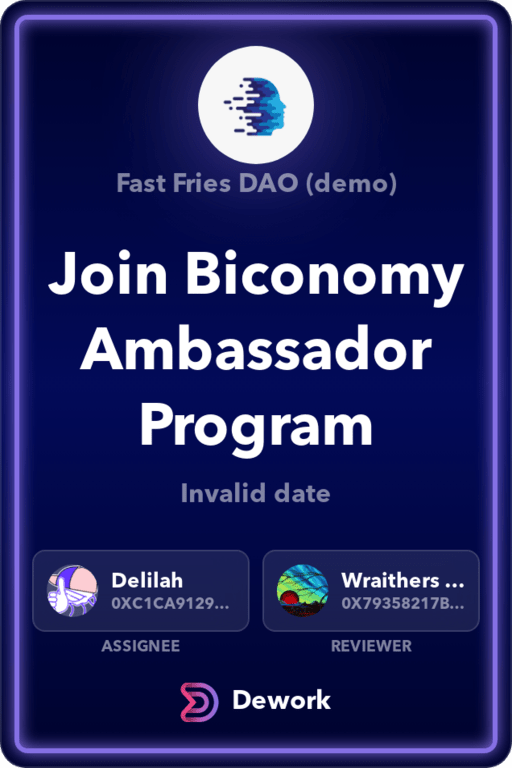 Fast Fries DAO (demo)
Join Biconomy
Ambassador
Program
Invalid date
Delilah
0XC1CA9129...
ASSIGNEE
Wraithers ...
0X79358217B...
REVIEWER
Dework